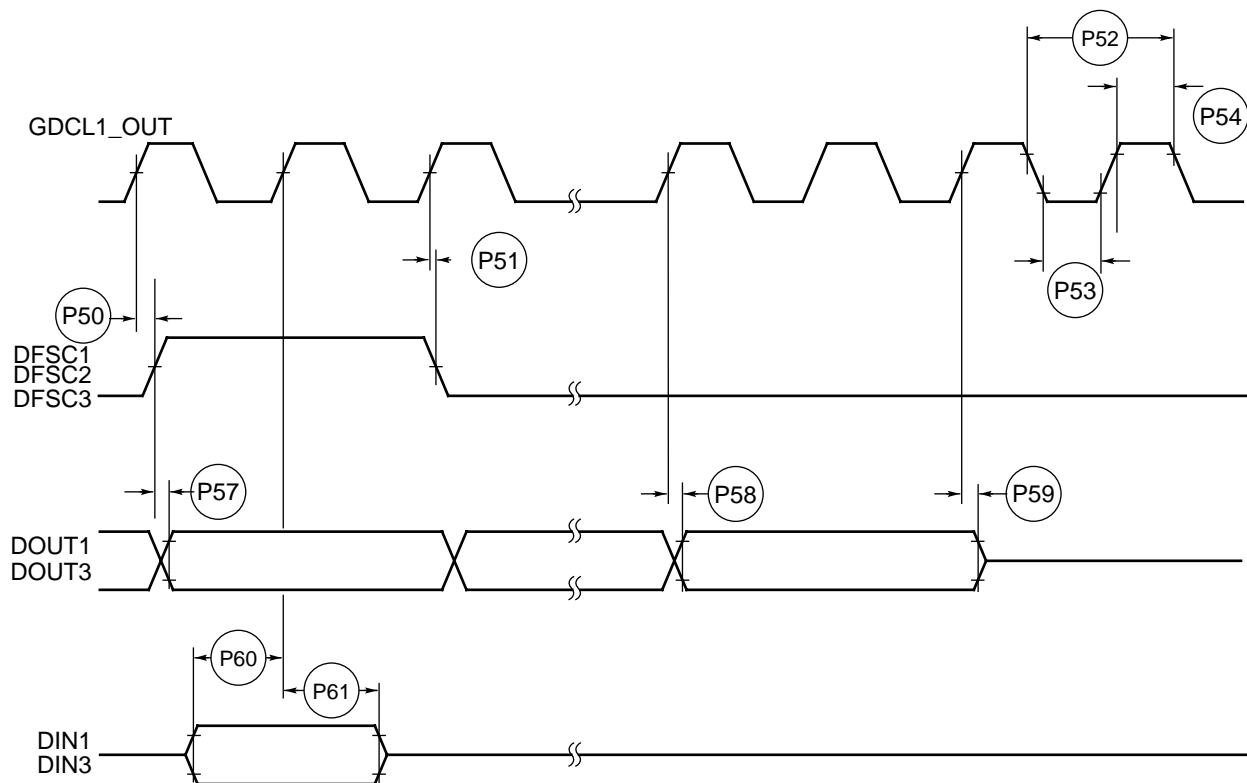 P52
P54
GDCL1_OUT
P51
P53
P50
DFSC1
DFSC2
DFSC3
P57
P58
P59
DOUT1
DOUT3
P60
P61
DIN1
DIN3